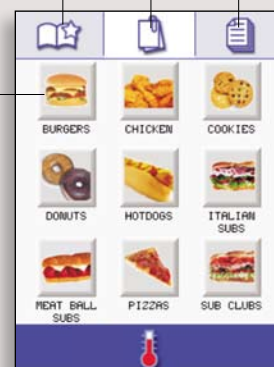 BURGERS
CHICKEN
COOKIES
DONUTS
HOTDOGS
ITALIAN
SUBS
MEAT BALL
SUBS
PIZZAS
SUB CLUBS